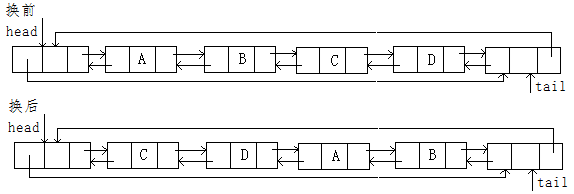 换前
head
A B C D
tail
换后
head
C D A B
tail